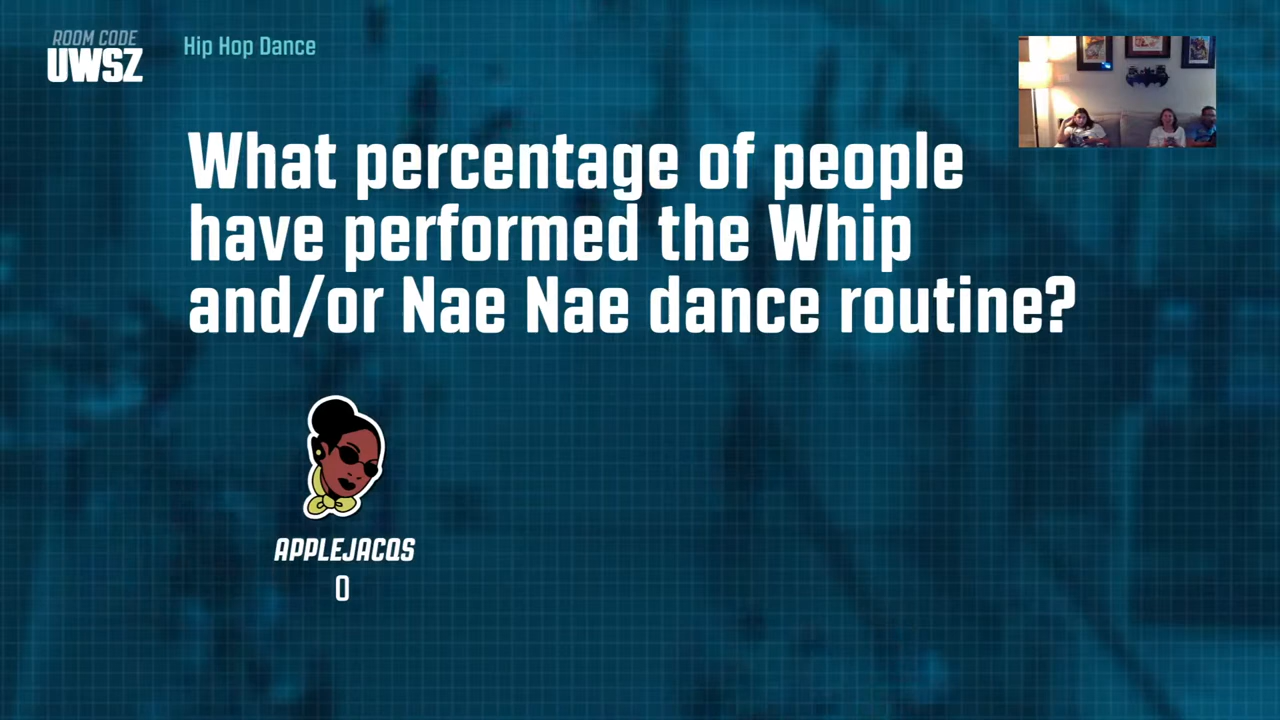 ROOM CODE
UWSZ
Hip Hop Dance
What percentage of people
have performed the Whip
and/or Nae Nae dance routine?
APPLEJACQS
0